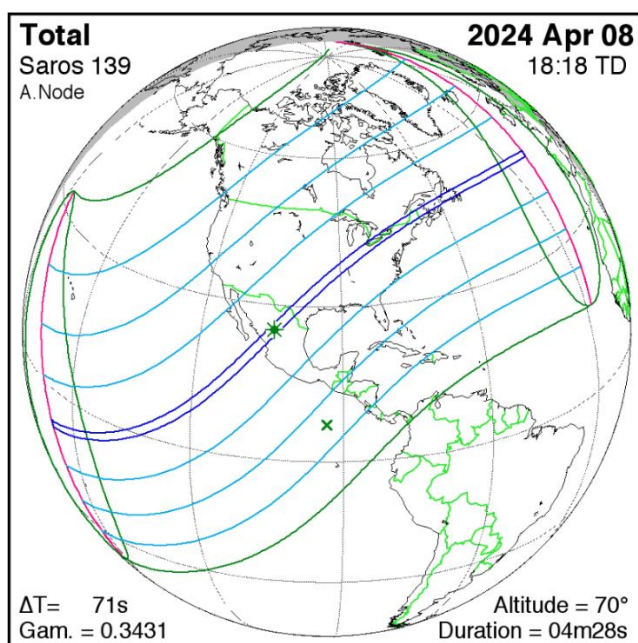 Total
2024 Apr 08
Saros 139
18:18 TD
A.Node
ΔT= 71s
Altitude = 70°
Gam. = 0.3431
Duration = 04m28s